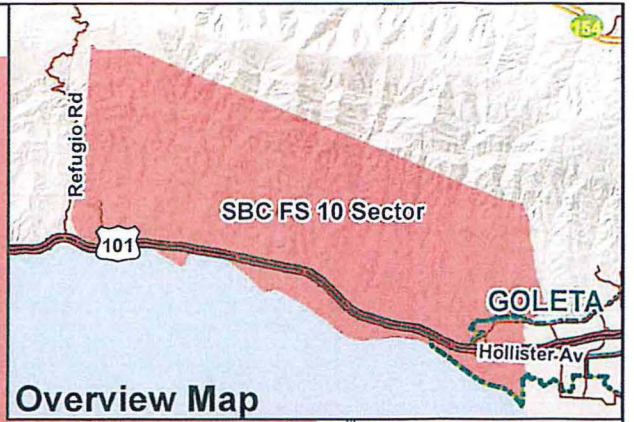 154
Refugio Rd
SBC FS 10 Sector
101
GOLETA
Hollister Av
Overview Map